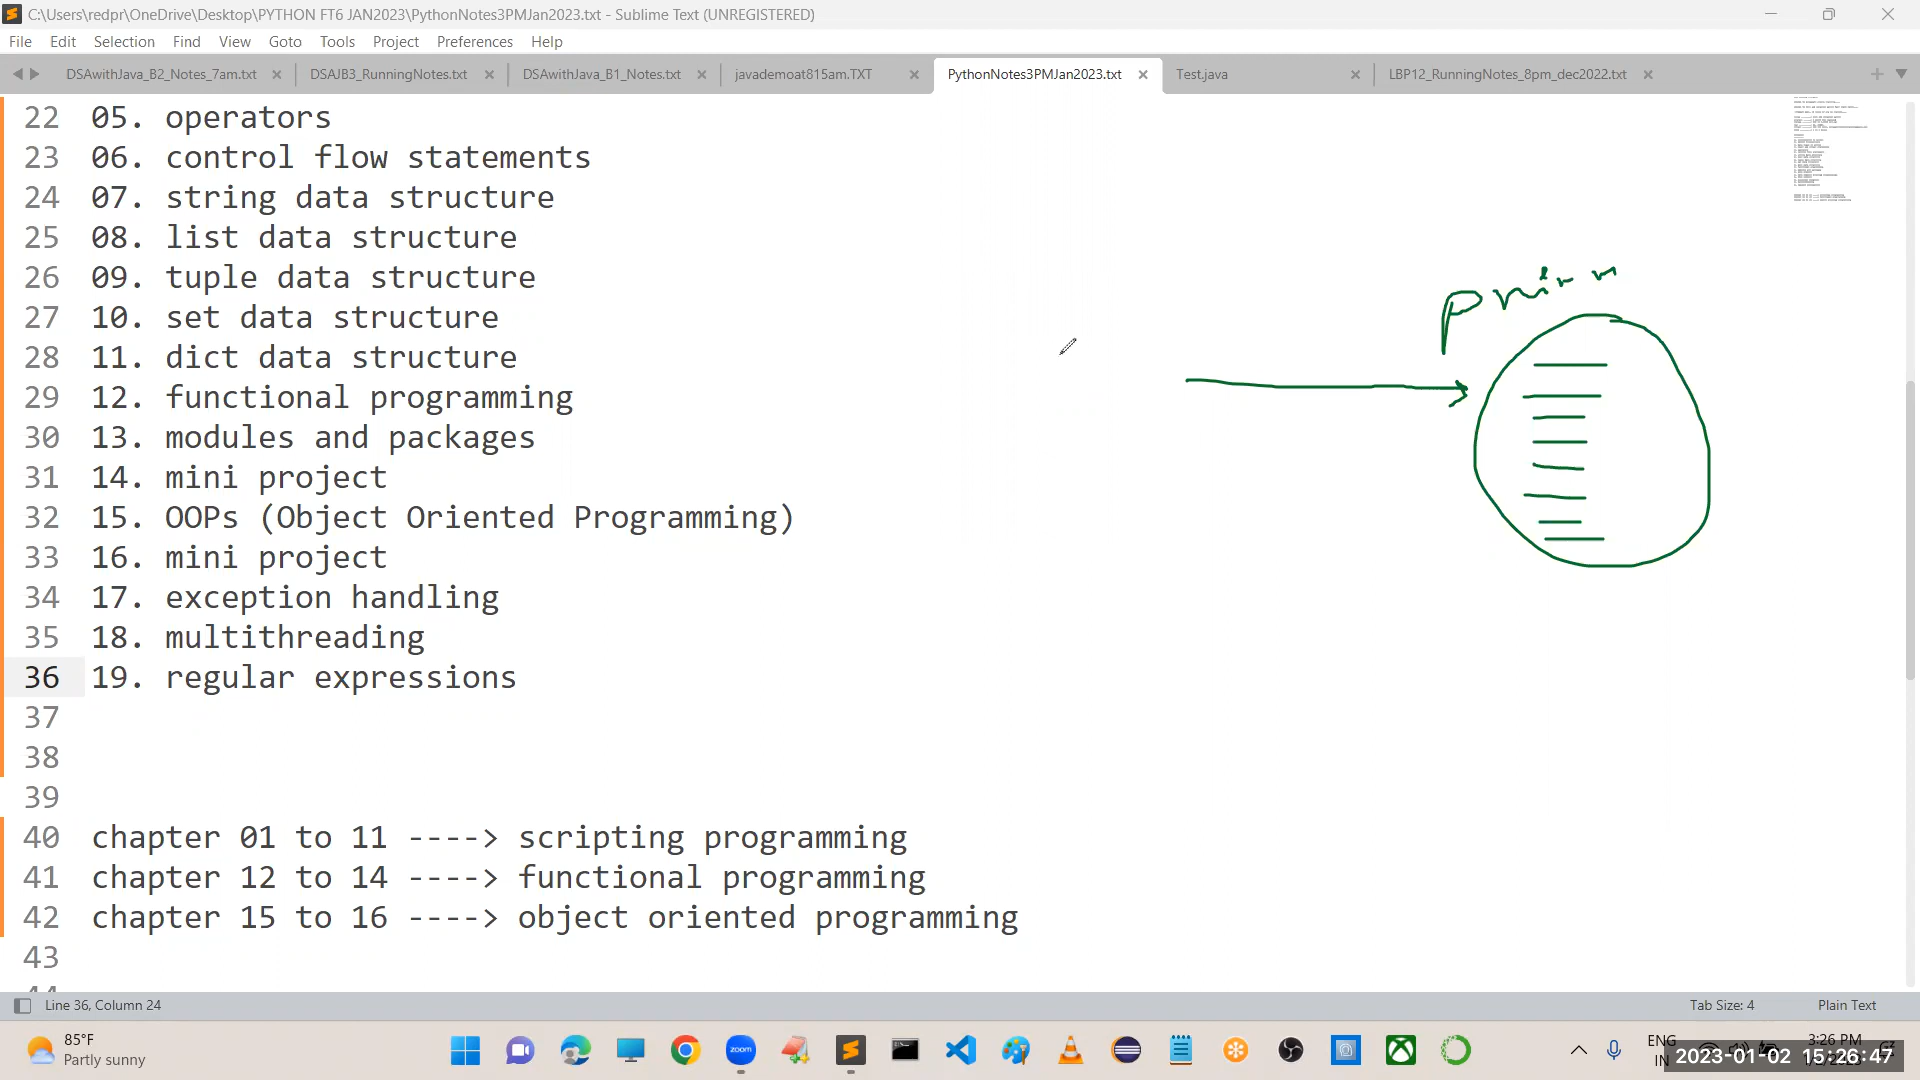 C:\Users\redpr\OneDrive\Desktop\PYTHON FT6 JAN2023\PythonNotes3PMJan2023.txt - Sublime Text (UNREGISTERED)
File Edit Selection Find View Goto Tools Project Preferences Help
DSAwithJava_B2_Notes_7am.txt DSAJB3_RunningNotes.txt DSAwithJava_B1_Notes.txt javademoat815am.TXT PythonNotes3PMJan2023.txt Test.java LBP12_RunningNotes_8pm_dec2022.txt
22 05. operators
23 06. control flow statements
24 07. string data structure
25 08. list data structure
26 09. tuple data structure
27 10. set data structure
28 11. dict data structure
29 12. functional programming
30 13. modules and packages
31 14. mini project
32 15. OOPs (Object Oriented Programming)
33 16. mini project
34 17. exception handling
35 18. multithreading
36 19. regular expressions
37
38
39
40 chapter 01 to 11 ----> scripting programming
41 chapter 12 to 14 ----> functional programming
42 chapter 15 to 16 ----> object oriented programming
43
Line 36, Column 24 Tab Size: 4 Plain Text
85°F
Partly sunny
zoom
ENG
IN
3:26 PM
2023-01-02 15:26:47